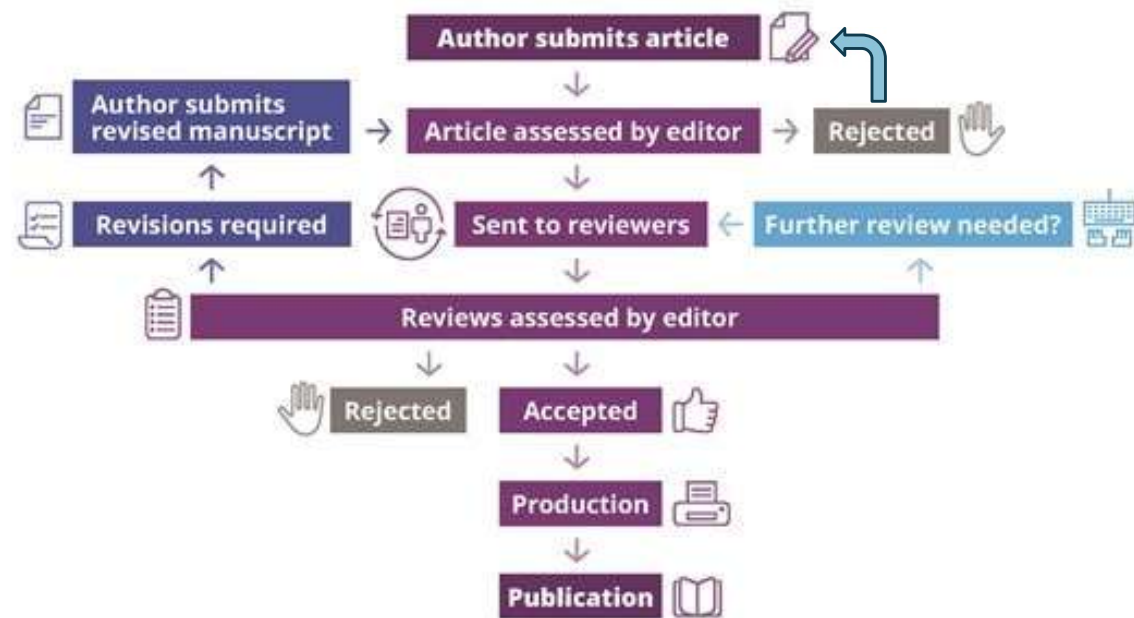 Author submits article
Author submits
revised manuscript
Article assessed by editor
Rejected
Revisions required
Sent to reviewers
Further review needed?
Reviews assessed by editor
Rejected
Accepted
Production
Publication